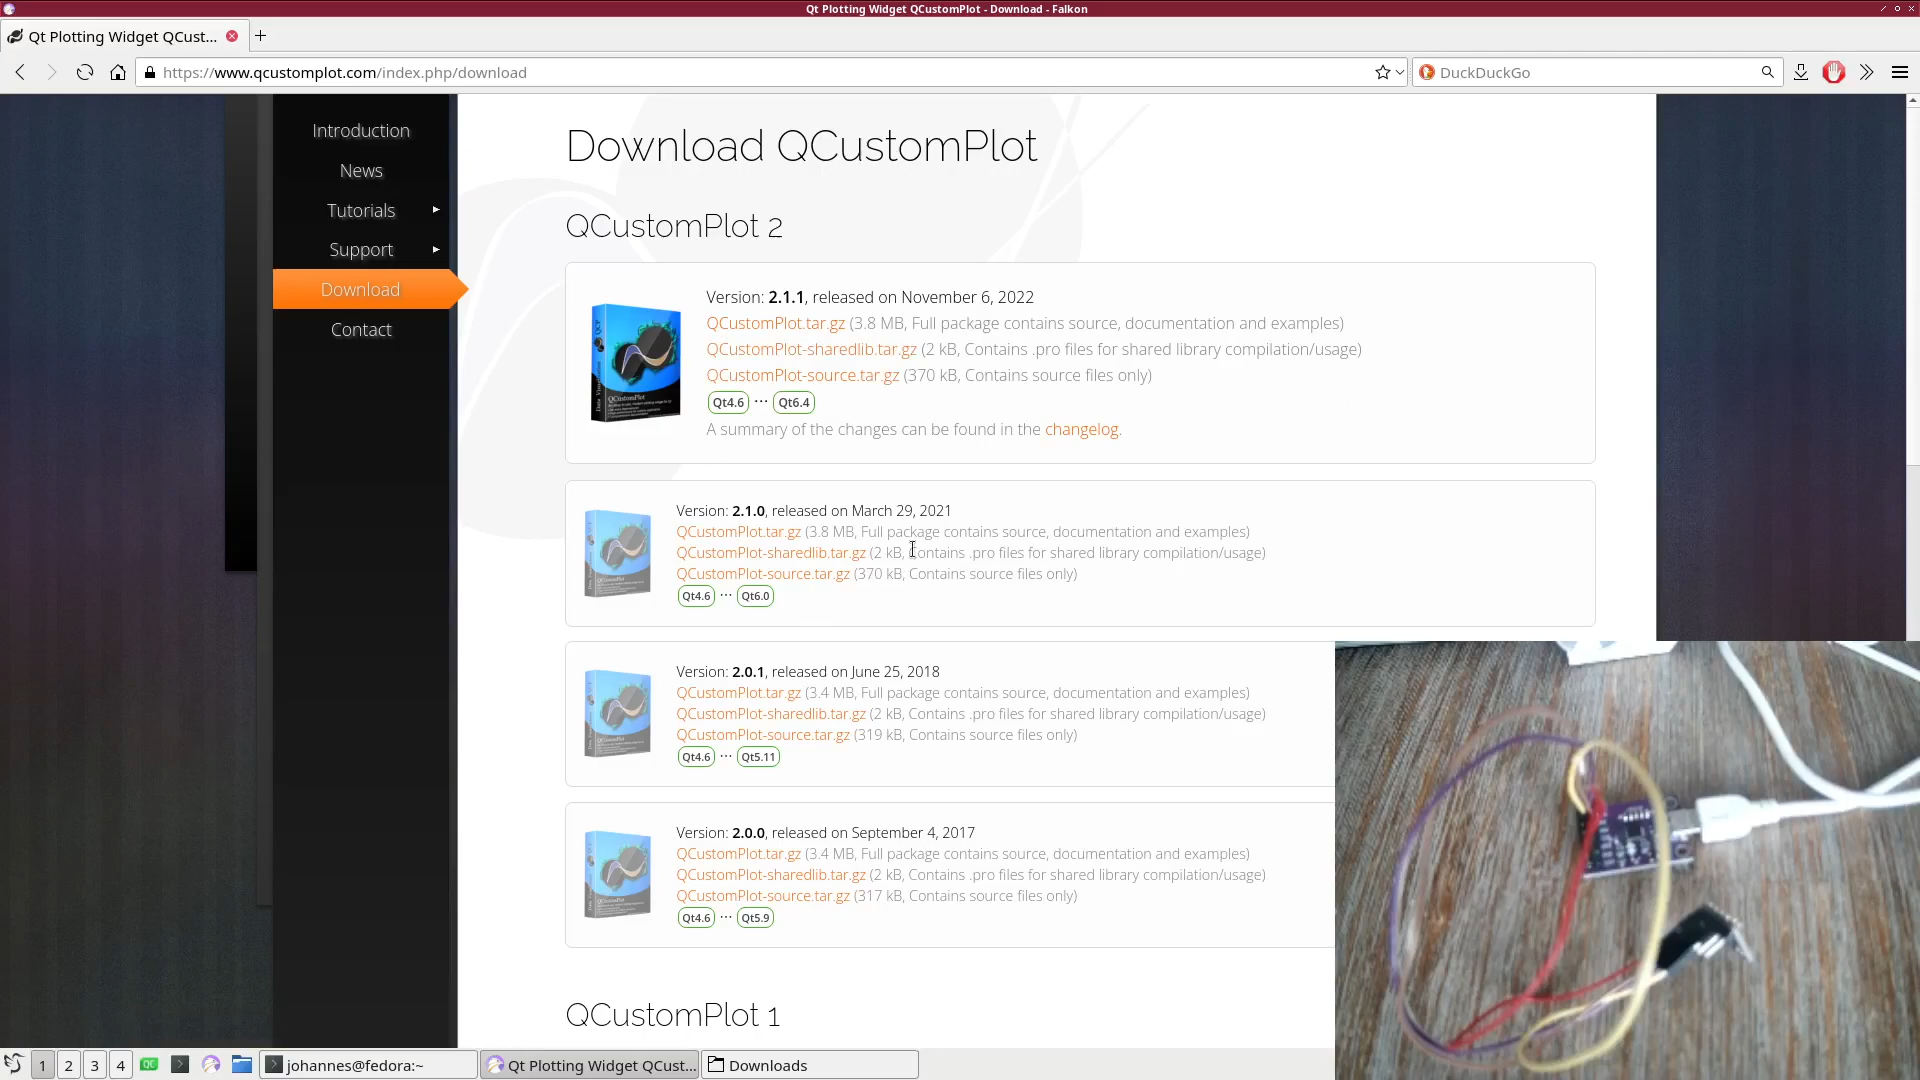 Qt Plotting Widget QCustomPlot - Download - Falkon
Qt Plotting Widget QCust...
https://www.qcustomplot.com/index.php/download
DuckDuckGo
Introduction
News
Tutorials
Support
Download
Contact
Download QCustomPlot
QCustomPlot 2
Version: 2.1.1, released on November 6, 2022
QCustomPlot.tar.gz (3.8 MB, Full package contains source, documentation and examples)
QCustomPlot-sharedlib.tar.gz (2 kB, Contains .pro files for shared library compilation/usage)
QCustomPlot-source.tar.gz (370 kB, Contains source files only)
Qt4.6 ··· Qt6.4
A summary of the changes can be found in the changelog.
QCustomPlot
Version: 2.1.0, released on March 29, 2021
QCustomPlot.tar.gz (3.8 MB, Full package contains source, documentation and examples)
QCustomPlot-sharedlib.tar.gz (2 kB, Contains .pro files for shared library compilation/usage)
QCustomPlot-source.tar.gz (370 kB, Contains source files only)
Qt4.6 ··· Qt6.0
Version: 2.0.1, released on June 25, 2018
QCustomPlot.tar.gz (3.4 MB, Full package contains source, documentation and examples)
QCustomPlot-sharedlib.tar.gz (2 kB, Contains .pro files for shared library compilation/usage)
QCustomPlot-source.tar.gz (319 kB, Contains source files only)
Qt4.6 ··· Qt5.11
Version: 2.0.0, released on September 4, 2017
QCustomPlot.tar.gz (3.4 MB, Full package contains source, documentation and examples)
QCustomPlot-sharedlib.tar.gz (2 kB, Contains .pro files for shared library compilation/usage)
QCustomPlot-source.tar.gz (317 kB, Contains source files only)
Qt4.6 ··· Qt5.9
QCustomPlot 1
1 2 3 4 QC johannes@fedora:~ Qt Plotting Widget QCust... Downloads